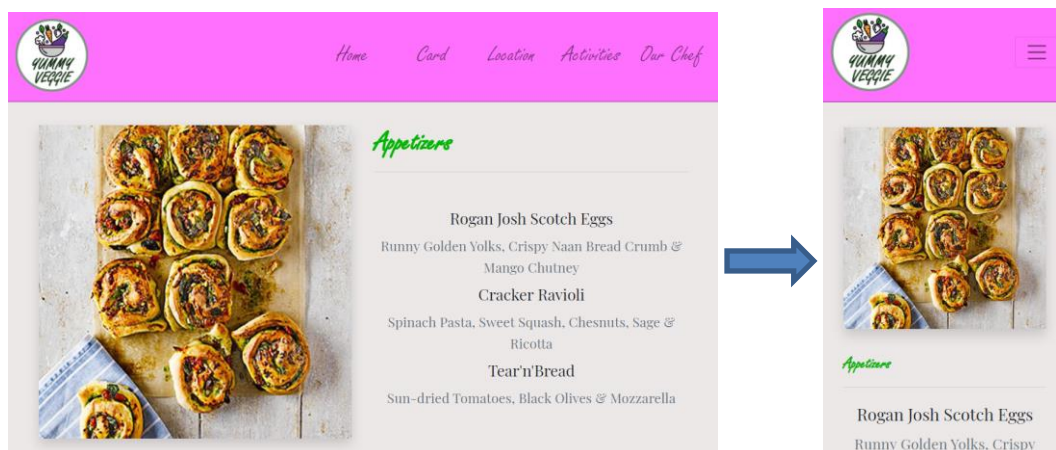 YUMMY
VEGGIE
Home Card Location Activities Our Chef
Appetizers
Rogan Josh Scotch Eggs
Runny Golden Yolks, Crispy Naan Bread Crumb &
Mango Chutney
Cracker Ravioli
Spinach Pasta, Sweet Squash, Chesnuts, Sage &
Ricotta
Tear'n'Bread
Sun-dried Tomatoes, Black Olives & Mozzarella
YUMMY
VEGGIE
Appetizers
Rogan Josh Scotch Eggs
Runny Golden Yolks, Crispy